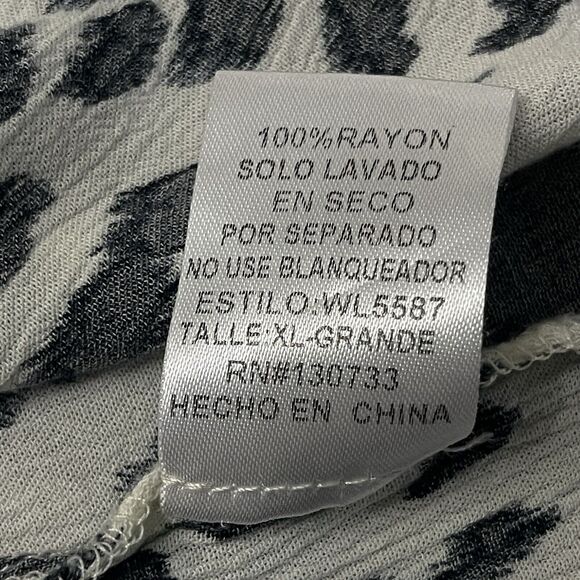 100%RAYON
SOLO LAVADO
EN SECO
POR SEPARADO
NO USE BLANQUEADOR
ESTILO:WL5587
TALLE:XL-GRANDE
RN#130733
HECHO EN CHINA